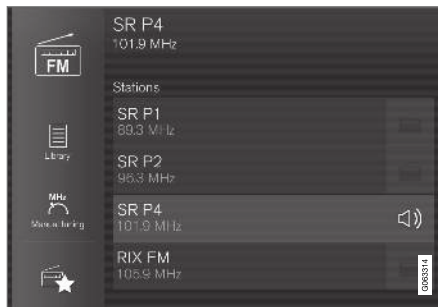 SR P4
101.9 MHz
FM
Stations
SR P1
89.3 MHz
Library
SR P2
96.3 MHz
MHz
Manual tuning
SR P4
101.9 MHz
RIX FM
105.9 MHz
G063314